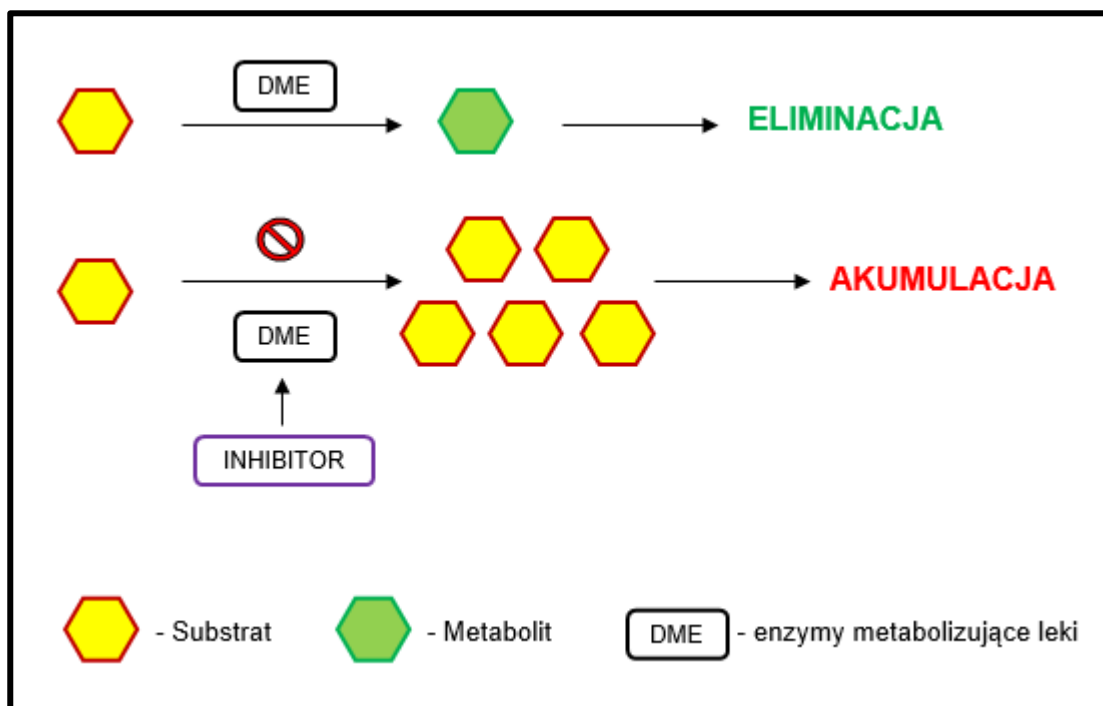 DME
ELIMINACJA
AKUMULACJA
DME
INHIBITOR
- Substrat
- Metabolit
DME - enzymy metabolizujące leki